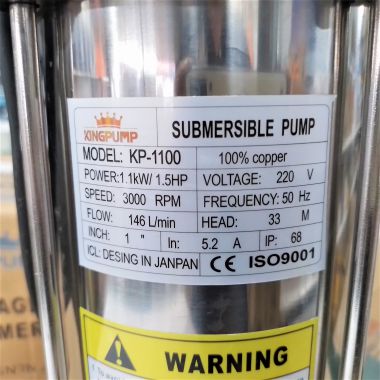 KINGPUMP SUBMERSIBLE PUMP
MODEL: KP-1100 100% copper
POWER:1.1kW/ 1.5HP VOLTAGE: 220 V
SPEED: 3000 RPM FREQUENCY: 50 Hz
FLOW: 146 L/min HEAD: 33 M
INCH: 1 " In: 5.2 A IP: 68
ICL: DESING IN JANPAN CE ISO9001
WARNING